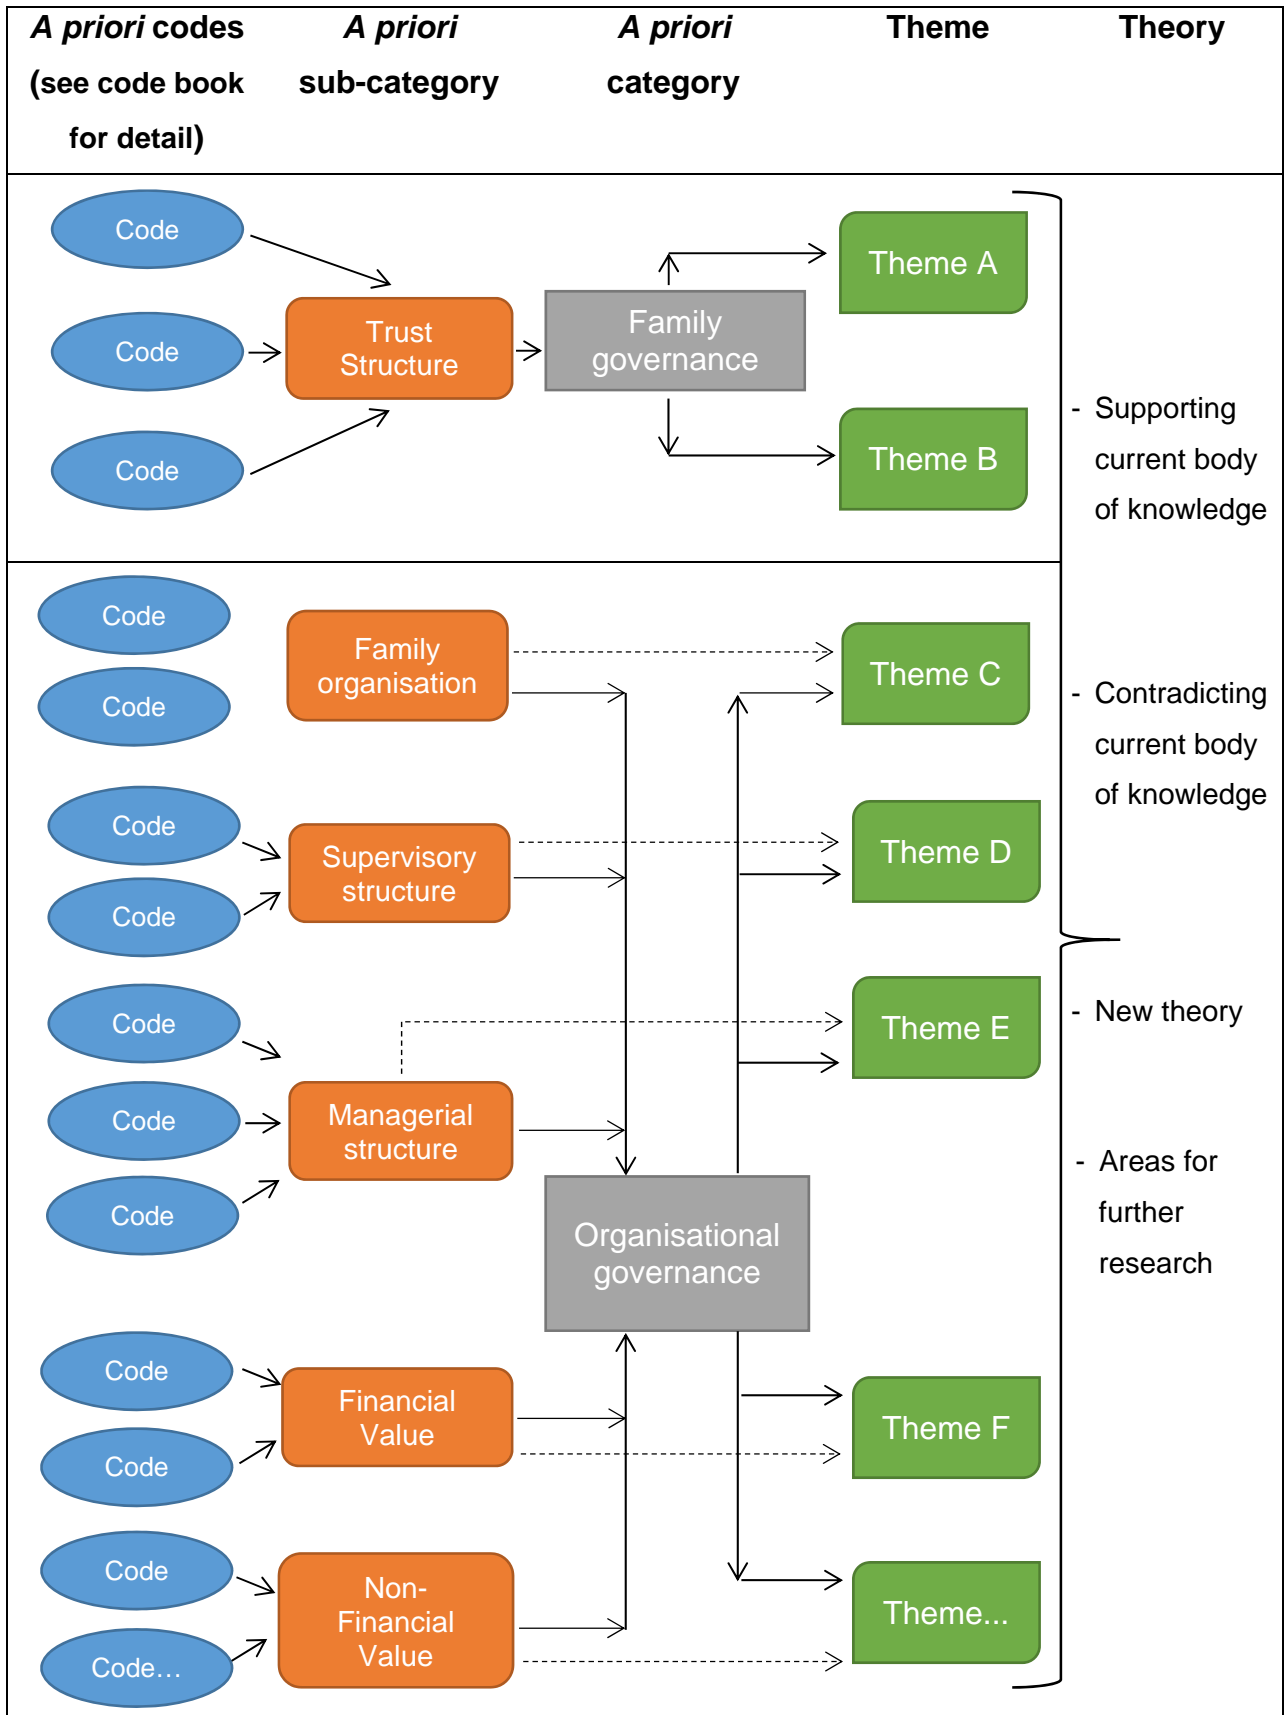 A priori codes
(see code book
for detail)
A priori
sub-category
A priori
category
Theme
Theory
Code
Code
Code
Trust
Structure
Family
governance
Theme A
Theme B
- Supporting
current body
of knowledge
Code
Code
Family
organisation
Theme C
- Contradicting
current body
of knowledge
Code
Code
Supervisory
structure
Theme D
Code
Code
Code
Managerial
structure
Theme E
- New theory
Organisational
governance
- Areas for
further
research
Code
Code
Financial
Value
Theme F
Code
Code...
Non-
Financial
Value
Theme...